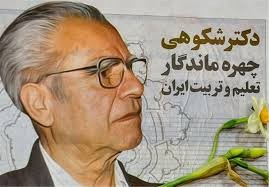 دکتر شکوهی
چهره ماندگار
تعلیم و تربیت ایران